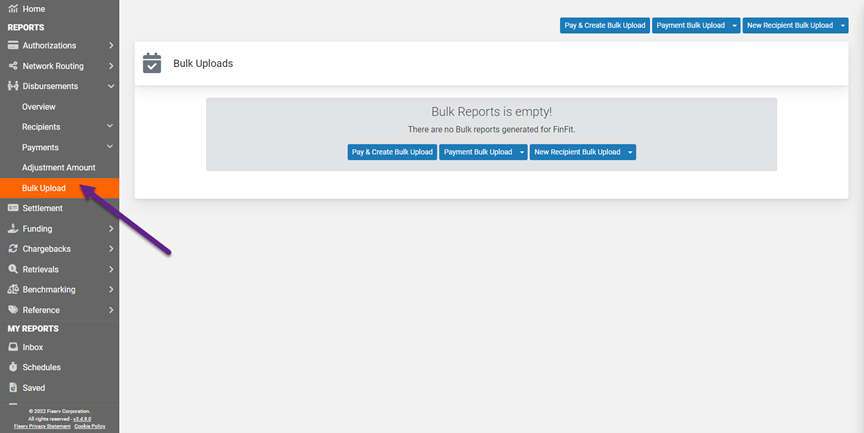 Home
REPORTS
Authorizations
Network Routing
Disbursements
Overview
Recipients
Payments
Adjustment Amount
Bulk Upload
Settlement
Funding
Chargebacks
Retrievals
Benchmarking
Reference
MY REPORTS
Inbox
Schedules
Saved
© 2022 Fiserv Corporation.
All rights reserved - v3.4.9.0
Fiserv Privacy Statement Cookie Policy
Pay & Create Bulk Upload Payment Bulk Upload New Recipient Bulk Upload
Bulk Uploads
Bulk Reports is empty!
There are no Bulk reports generated for FinFit.
Pay & Create Bulk Upload Payment Bulk Upload New Recipient Bulk Upload